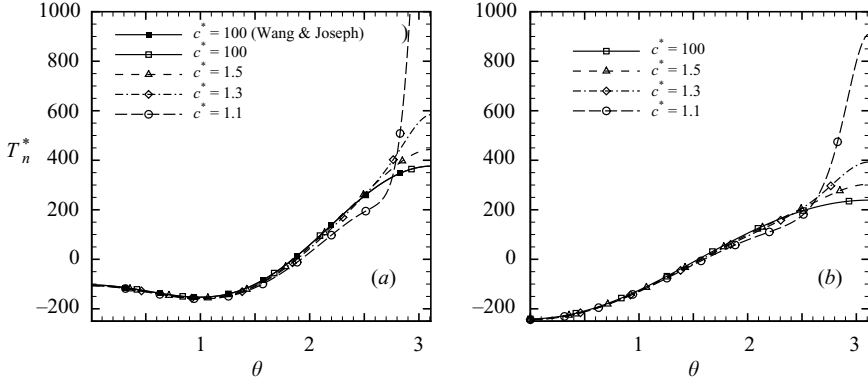 1000
800
600
400
200
0
−200
T*n
c* = 100 (Wang & Joseph)
c* = 100
c* = 1.5
c* = 1.3
c* = 1.1
)
(a)
1 2 3
θ
1000
800
600
400
200
0
−200
c* = 100
c* = 1.5
c* = 1.3
c* = 1.1
(b)
1 2 3
θ